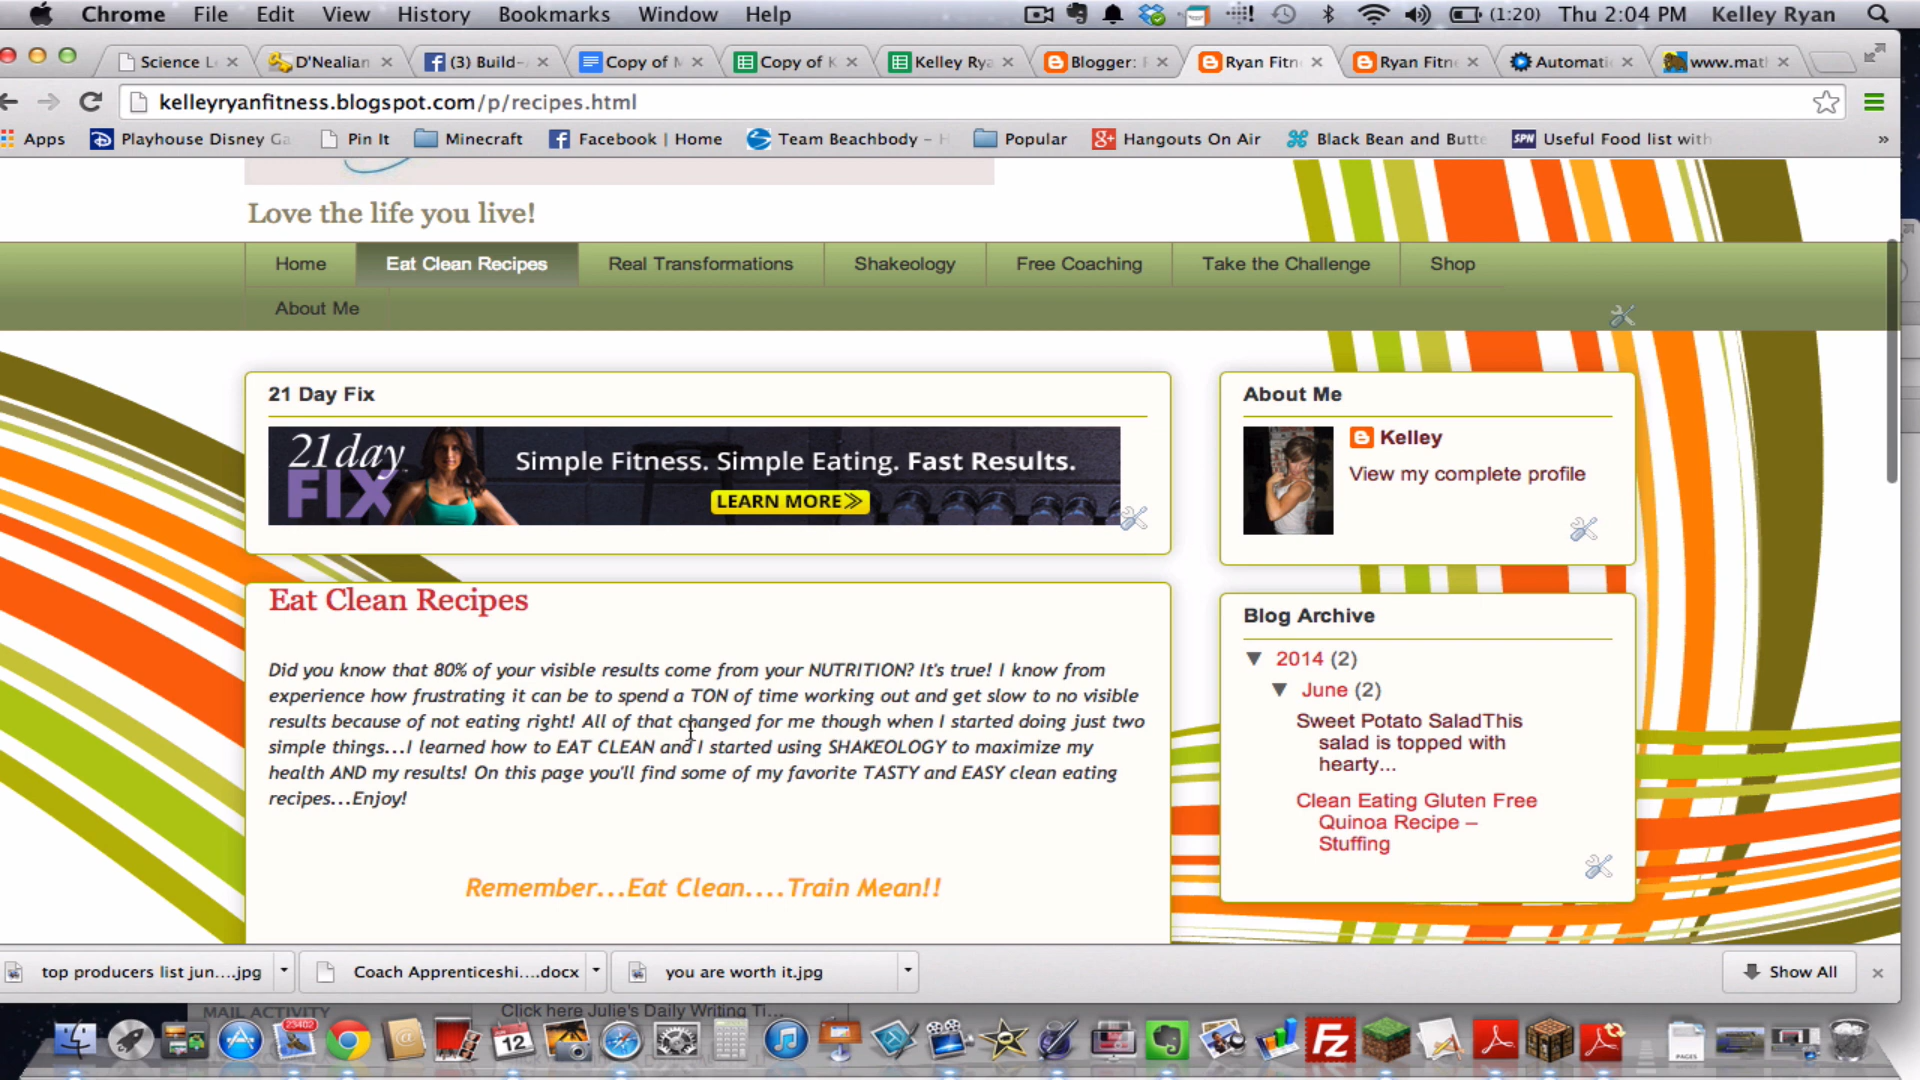 Chrome File Edit View History Bookmarks Window Help (1:20) Thu 2:04 PM Kelley Ryan
Science L D'Nealian (3) Build- Copy of M Copy of K Kelley Rya Blogger: Ryan Fitn Ryan Fitne Automati www.mat
kelleyryanfitness.blogspot.com/p/recipes.html
Apps Playhouse Disney Ga Pin It Minecraft Facebook | Home Team Beachbody – H Popular Hangouts On Air Black Bean and Butte SPN Useful Food list with »
Love the life you live!
Home Eat Clean Recipes Real Transformations Shakeology Free Coaching Take the Challenge Shop
About Me
21 Day Fix
21 day FIX
Simple Fitness. Simple Eating. Fast Results.
LEARN MORE
Eat Clean Recipes
Did you know that 80% of your visible results come from your NUTRITION? It's true! I know from
experience how frustrating it can be to spend a TON of time working out and get slow to no visible
results because of not eating right! All of that changed for me though when I started doing just two
simple things...I learned how to EAT CLEAN and I started using SHAKEOLOGY to maximize my
health AND my results! On this page you'll find some of my favorite TASTY and EASY clean eating
recipes...Enjoy!
Remember...Eat Clean....Train Mean!!
About Me
Kelley
View my complete profile
Blog Archive
▼ 2014 (2)
▼ June (2)
Sweet Potato SaladThis
salad is topped with
hearty...
Clean Eating Gluten Free
Quinoa Recipe –
Stuffing
top producers list jun....jpg Coach Apprenticeshi....docx you are worth it.jpg Show All
MAIL ACTIVITY Click here Julie's Daily Writing Ti...
23402
12
FZ
PAGES